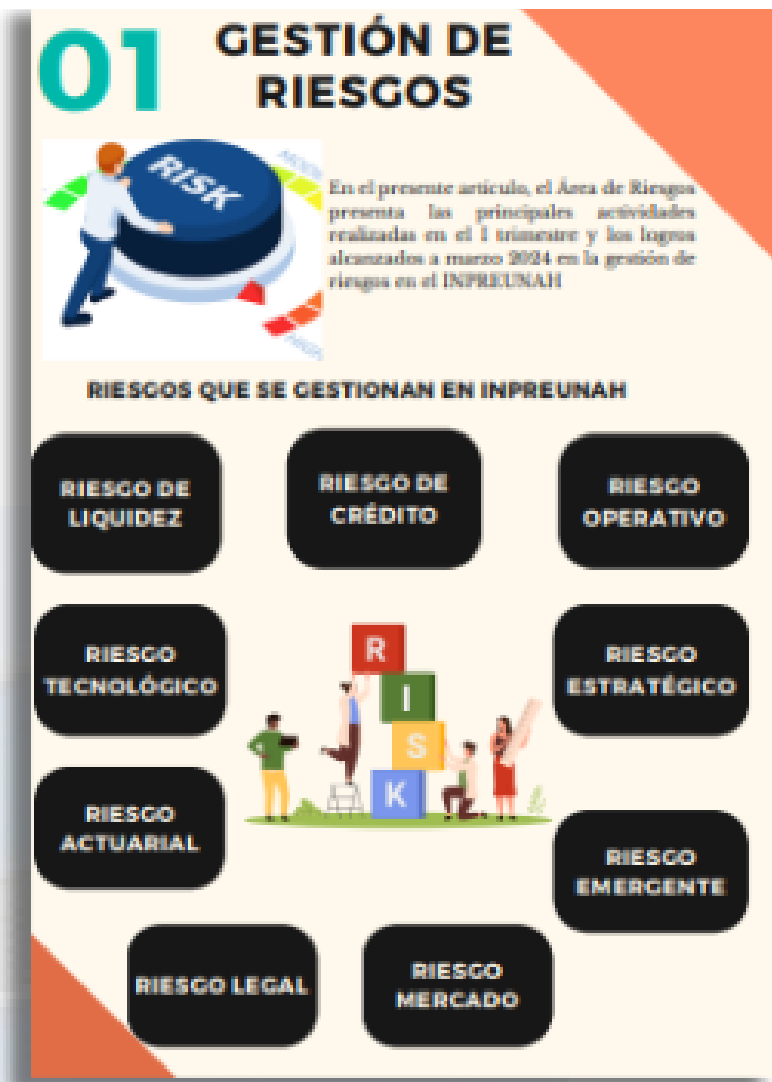 01
GESTIÓN DE
RIESGOS
RISK
En el presente artículo, el Área de Riesgos
presenta las principales actividades
realizadas en el I trimestre y los logros
alcanzados a marzo 2024 en la gestión de
riesgos en el INPREUNAH
RIESGOS QUE SE GESTIONAN EN INPREUNAH
RIESGO DE
LIQUIDEZ
RIESGO DE
CRÉDITO
RIESGO
OPERATIVO
RIESGO
TECNOLÓGICO
R
I
S
K
RIESGO
ESTRATÉGICO
RIESGO
ACTUARIAL
RIESGO
EMERGENTE
RIESGO LEGAL
RIESGO
MERCADO